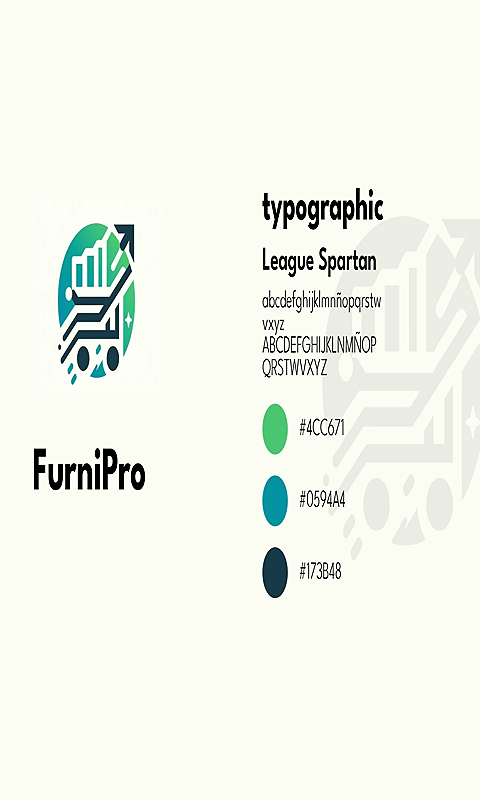 FurniPro
typographic
League Spartan
abcdefghijklmnñopqrstw
vxyz
ABCDEFGHIJKLNMÑOP
QRSTWVXYZ
#4CC671
#0594A4
#173B48